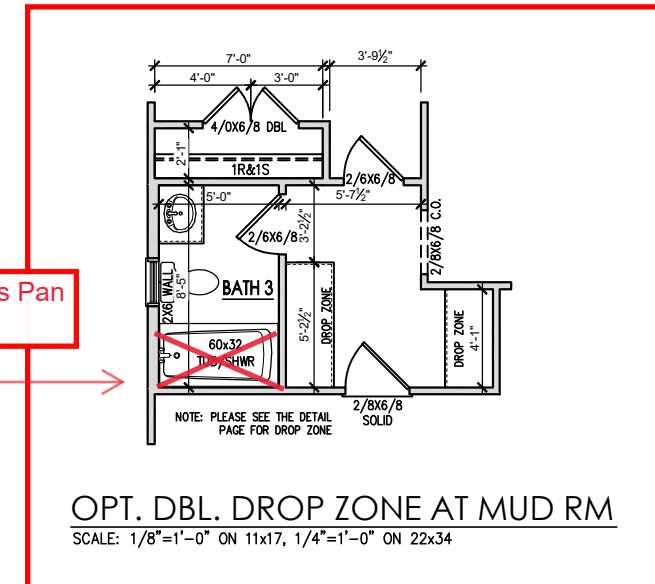 7'-0"
3'-9½"
4'-0"
3'-0"
4/0X6/8 DBL
2'-1"
1R&1S
2/6X6/8
5'-0"
5'-7½"
2/6X6/8
3'-2½"
2/8X6/8 C.O.
s Pan
2X6 WALL
8'-5"
BATH 3
5'-2½"
DROP ZONE
DROP ZONE
4'-1"
60x32
TUB/SHWR
2/8X6/8
SOLID
NOTE: PLEASE SEE THE DETAIL
PAGE FOR DROP ZONE
OPT. DBL. DROP ZONE AT MUD RM
SCALE: 1/8"=1'-0" ON 11x17, 1/4"=1'-0" ON 22x34